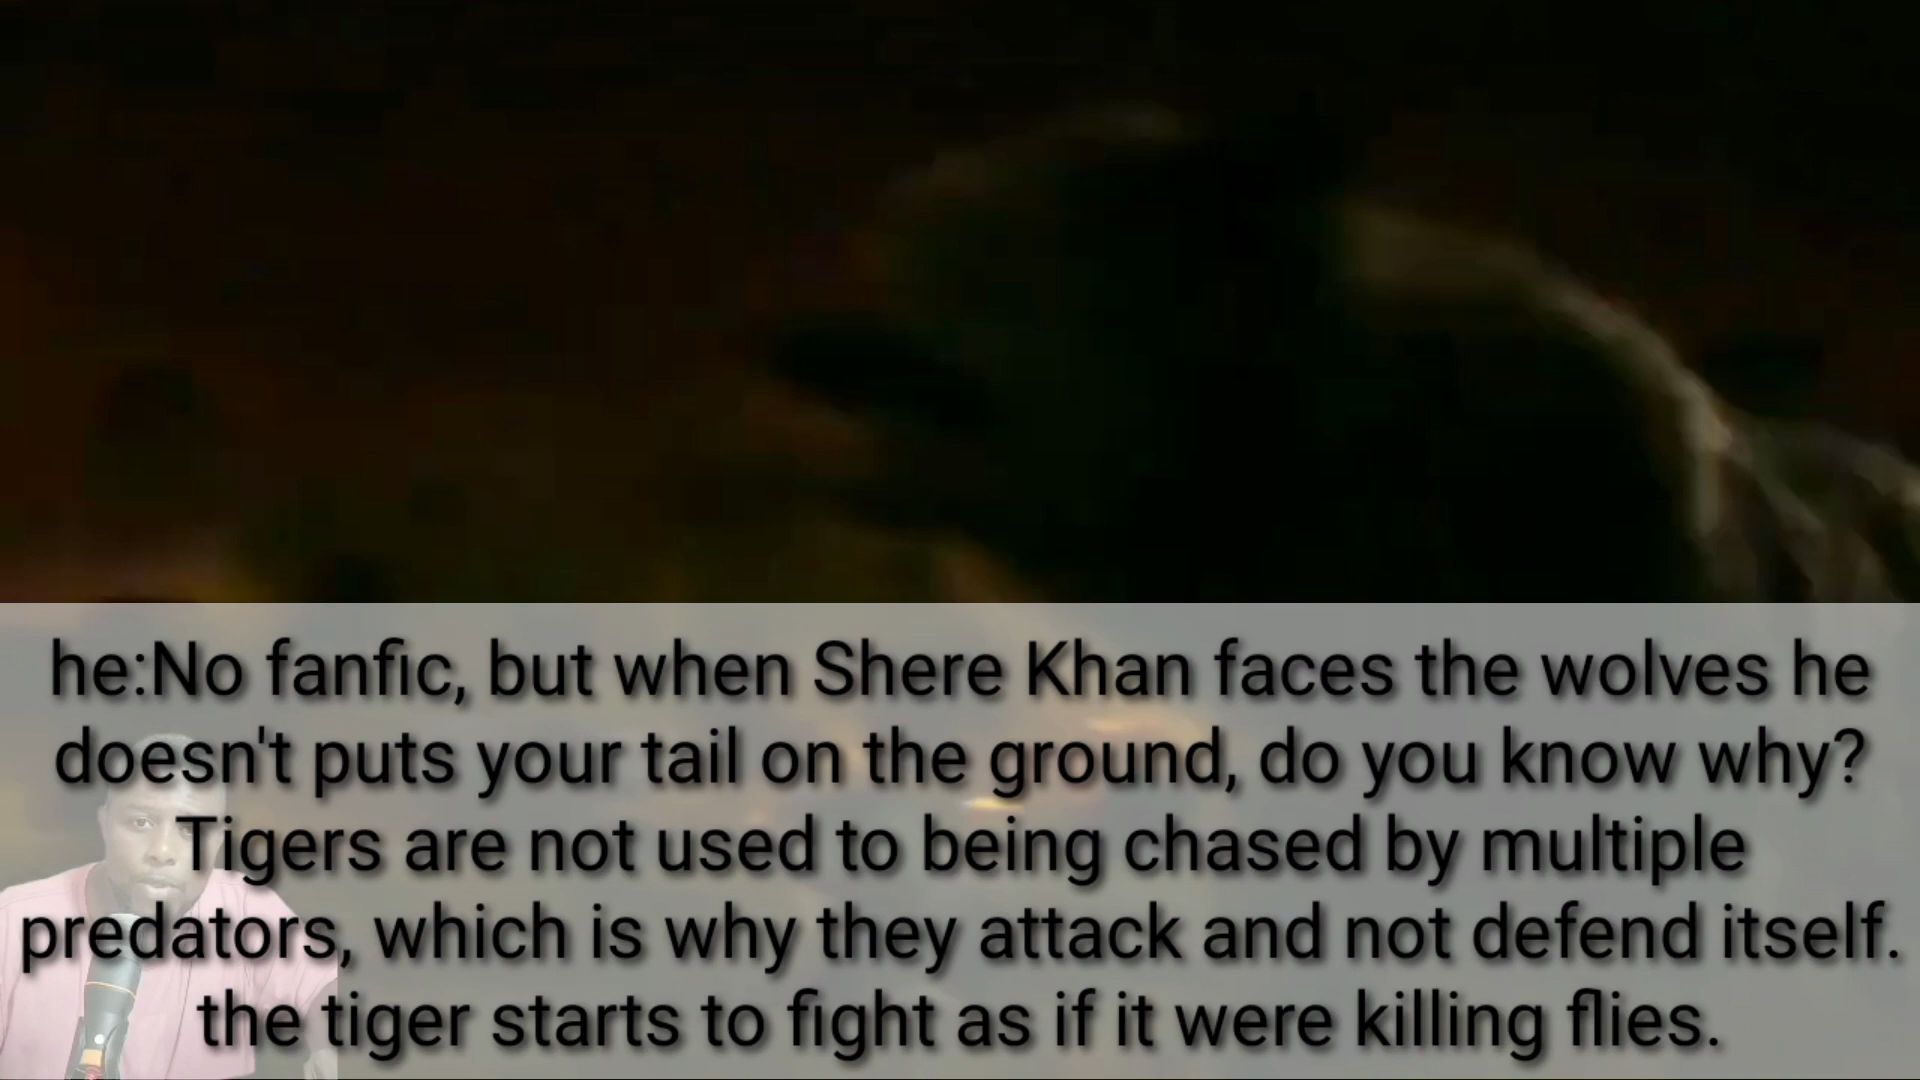 he:No fanfic, but when Shere Khan faces the wolves he
doesn't puts your tail on the ground, do you know why?
Tigers are not used to being chased by multiple
predators, which is why they attack and not defend itself.
the tiger starts to fight as if it were killing flies.